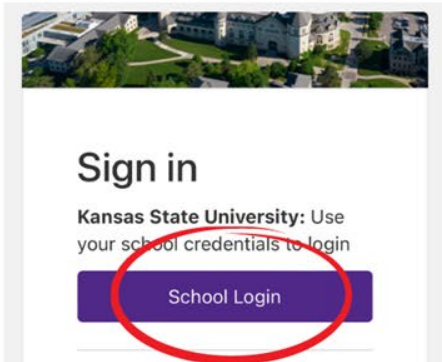 Sign in
Kansas State University: Use
your school credentials to login
School Login